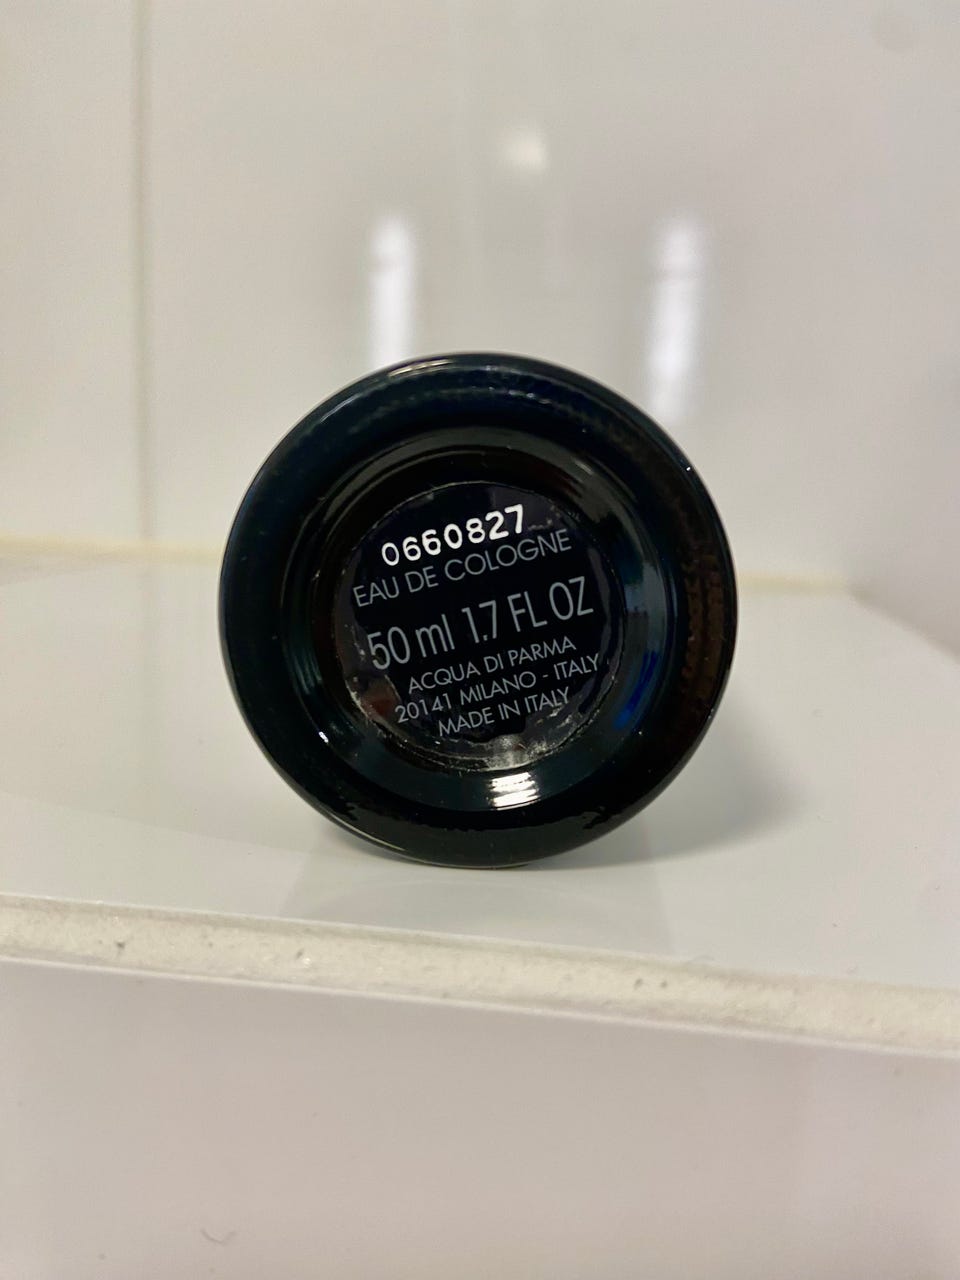 0660827
EAU DE COLOGNE
50 ml 1.7 FL OZ
ACQUA DI PARMA
20141 MILANO - ITALY
MADE IN ITALY